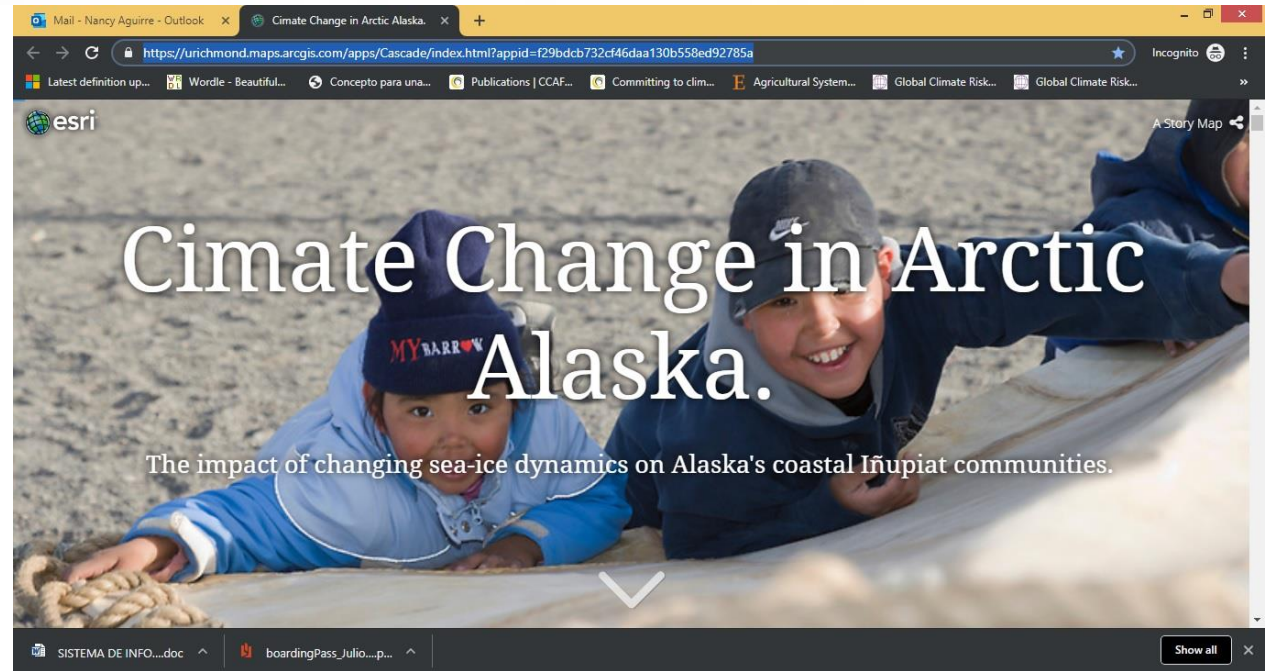 Mail - Nancy Aguirre - Outlook
Cimate Change in Arctic Alaska.
https://urichmond.maps.arcgis.com/apps/Cascade/index.html?appid=f29bdcb732cf46daa130b558ed92785a
Incognito
Latest definition up... Wordle - Beautiful... Concepto para una... Publications | CCAF... Committing to clim... Agricultural System... Global Climate Risk... Global Climate Risk... »
esri
A Story Map
Cimate Change in Arctic
Alaska.
MY BARROW
The impact of changing sea-ice dynamics on Alaska's coastal Iñupiat communities.
SISTEMA DE INFO....doc
boardingPass_Julio....p...
Show all